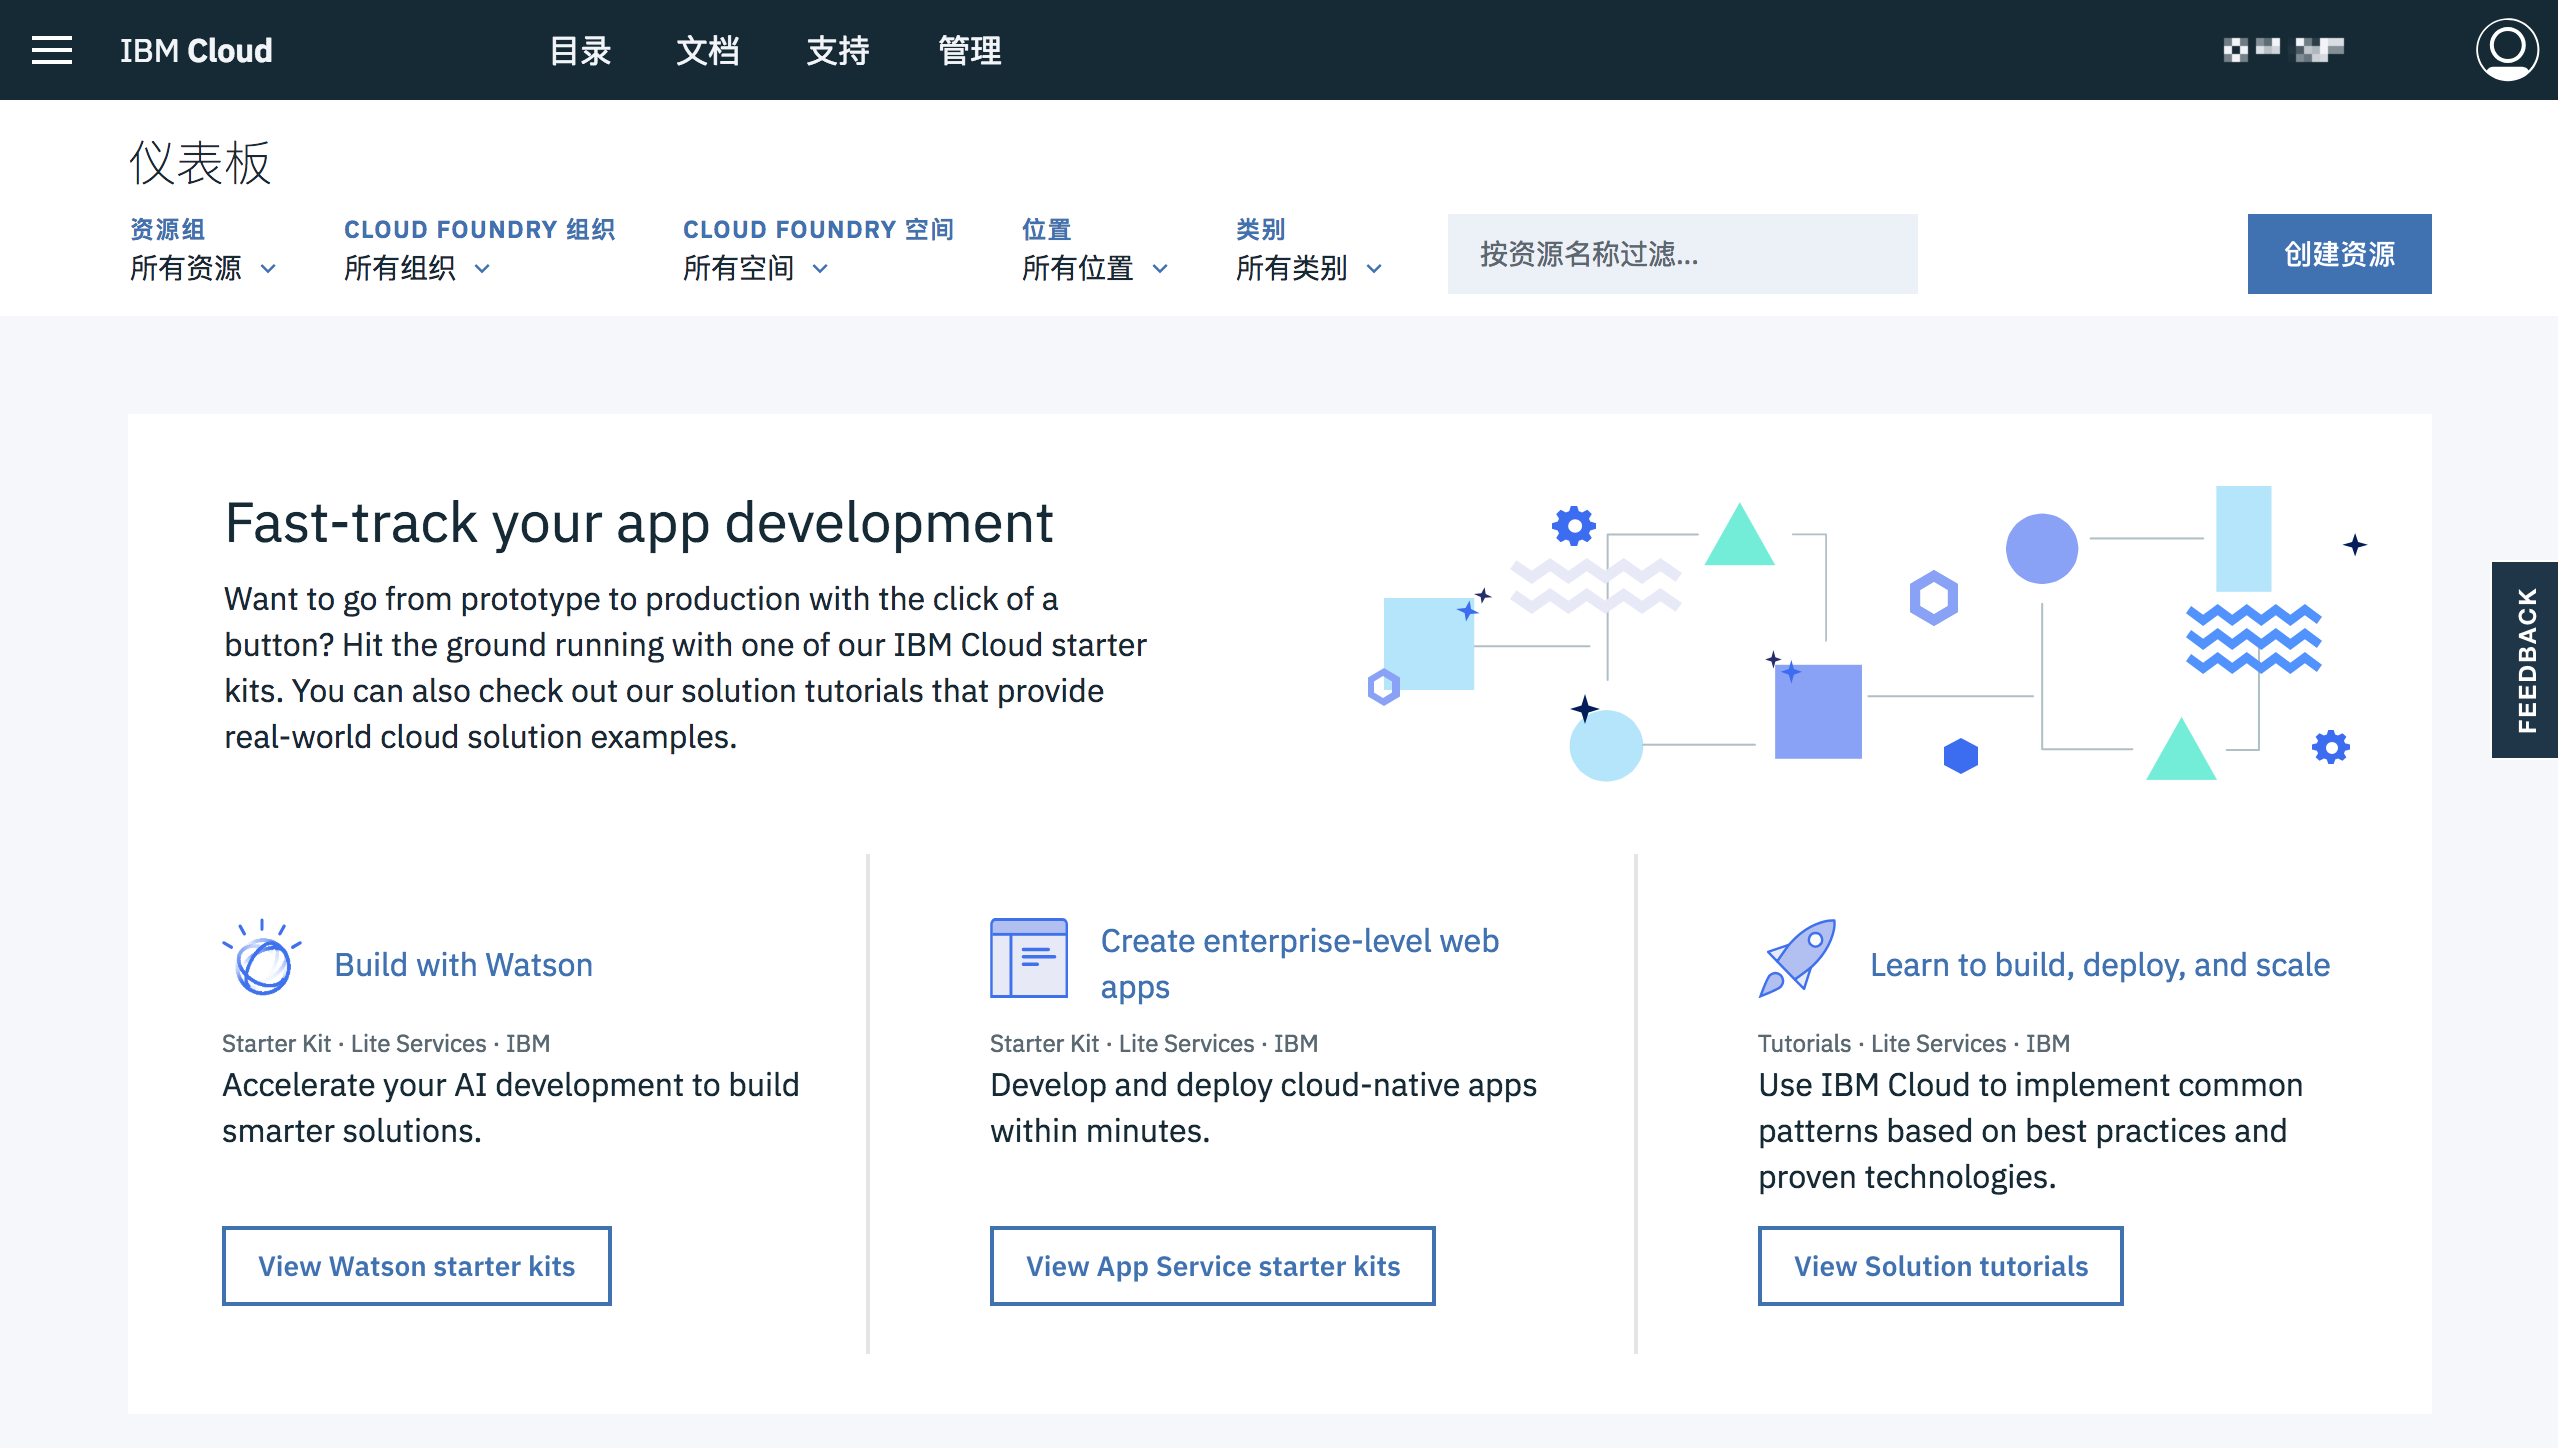 IBM Cloud
目录
文档
支持
管理
仪表板
资源组
所有资源
CLOUD FOUNDRY 组织
所有组织
CLOUD FOUNDRY 空间
所有空间
位置
所有位置
类别
所有类别
按资源名称过滤...
创建资源
Fast-track your app development
Want to go from prototype to production with the click of a
button? Hit the ground running with one of our IBM Cloud starter
kits. You can also check out our solution tutorials that provide
real-world cloud solution examples.
FEEDBACK
Build with Watson
Starter Kit · Lite Services · IBM
Accelerate your AI development to build
smarter solutions.
View Watson starter kits
Create enterprise-level web
apps
Starter Kit · Lite Services · IBM
Develop and deploy cloud-native apps
within minutes.
View App Service starter kits
Learn to build, deploy, and scale
Tutorials · Lite Services · IBM
Use IBM Cloud to implement common
patterns based on best practices and
proven technologies.
View Solution tutorials